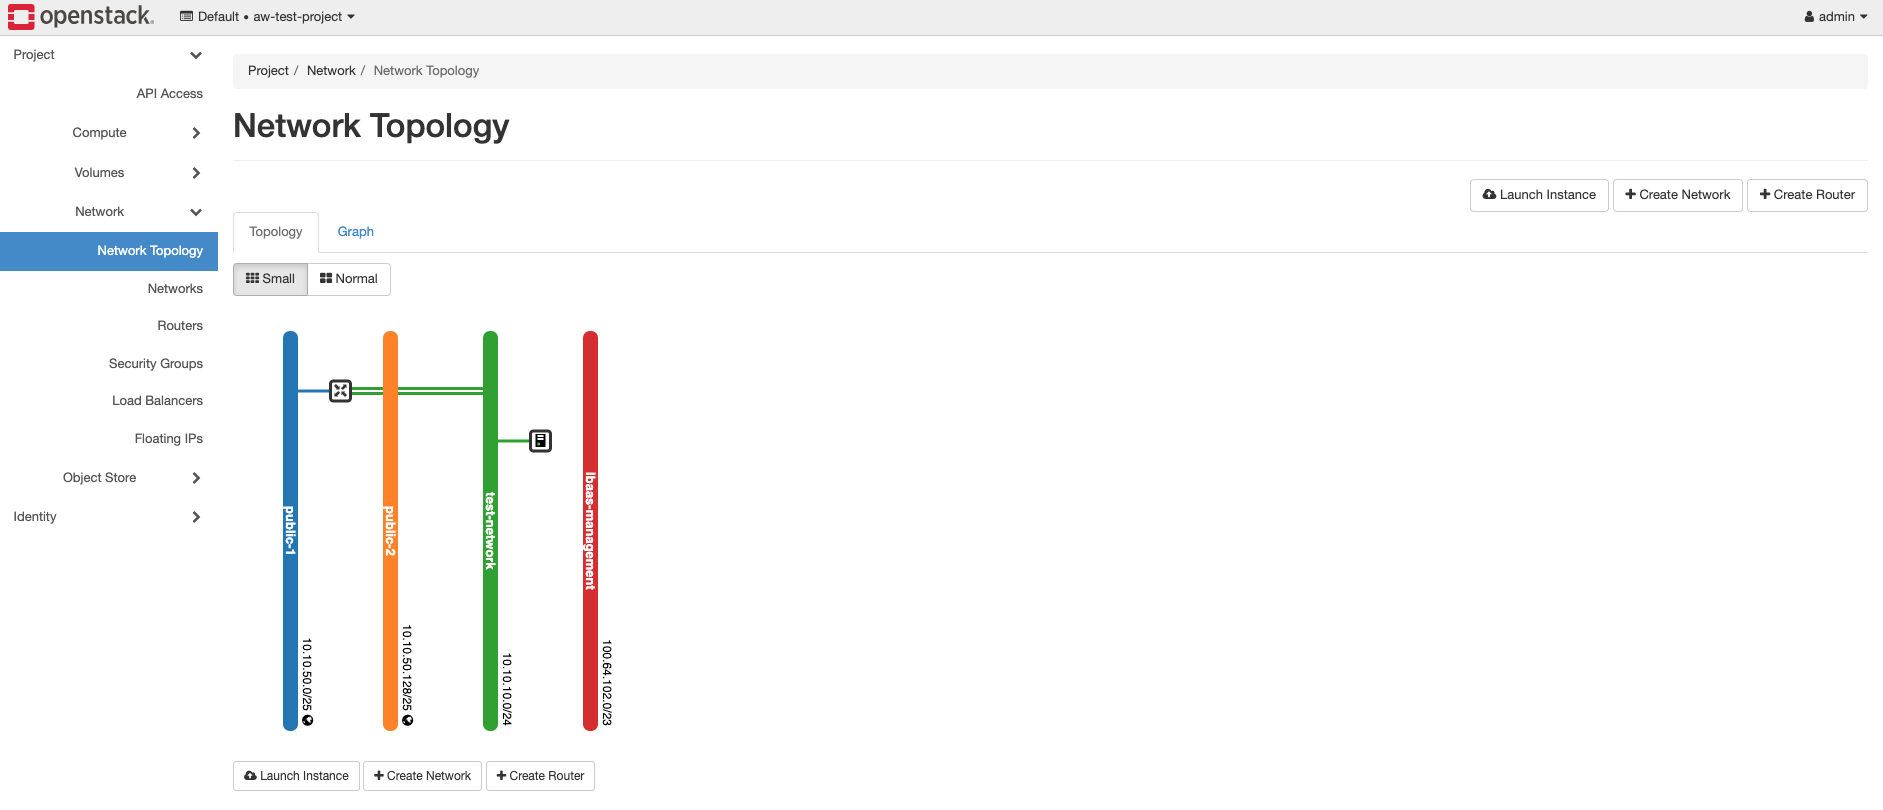 openstack.
Default • aw-test-project
admin
Project
API Access
Compute
Volumes
Network
Network Topology
Networks
Routers
Security Groups
Load Balancers
Floating IPs
Object Store
Identity
Project / Network / Network Topology
Network Topology
Launch Instance
+ Create Network
+ Create Router
Topology
Graph
Small
Normal
public-1
10.10.50.0/25
public-2
10.10.50.128/25
test-network
10.10.10.0/24
lbaas-management
100.64.102.0/23
Launch Instance
+ Create Network
+ Create Router